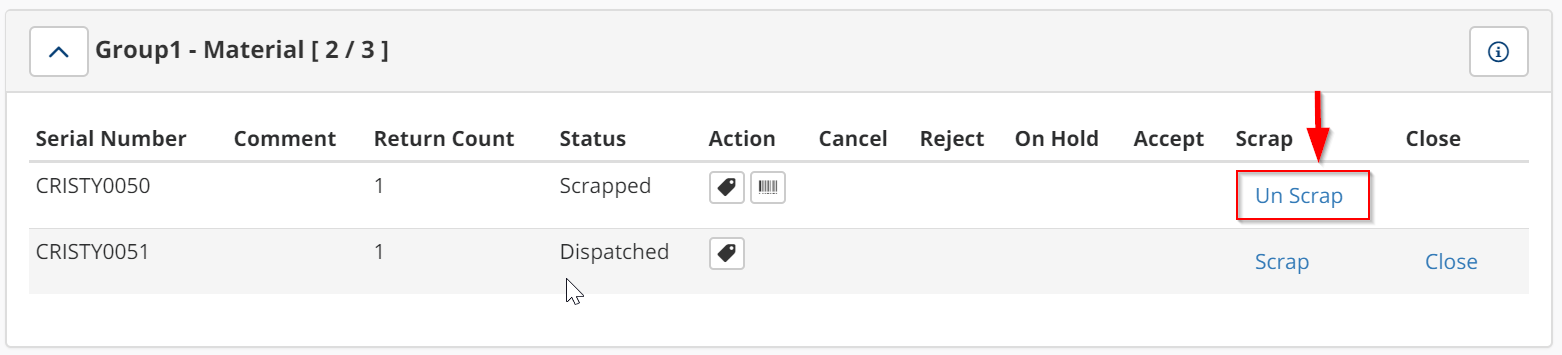 Group1 - Material [ 2 / 3 ]
Serial Number Comment Return Count Status Action Cancel Reject On Hold Accept Scrap Close
CRISTY0050 1 Scrapped Un Scrap
CRISTY0051 1 Dispatched Scrap Close